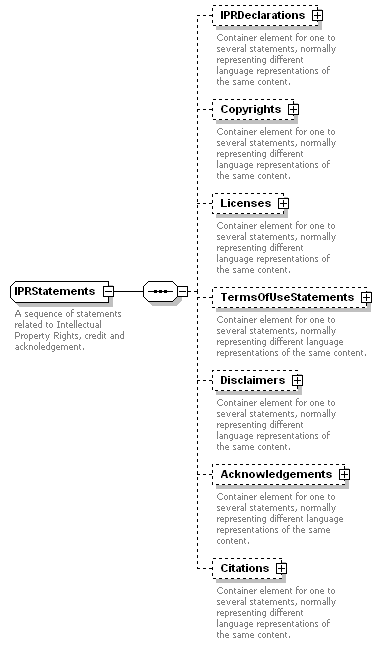 IPRDeclarations
Container element for one to
several statements, normally
representing different
language representations of
the same content.
Copyrights
Container element for one to
several statements, normally
representing different
language representations of
the same content.
Licenses
Container element for one to
several statements, normally
representing different
language representations of
the same content.
IPRStatements
A sequence of statements
related to Intellectual
Property Rights, credit and
acknoledgement.
TermsOfUseStatements
Container element for one to
several statements, normally
representing different language
representations of the same content.
Disclaimers
Container element for one to
several statements, normally
representing different
language representations of
the same content.
Acknowledgements
Container element for one to
several statements, normally
representing different language
representations of the same
content.
Citations
Container element for one to
several statements, normally
representing different
language representations of
the same content.